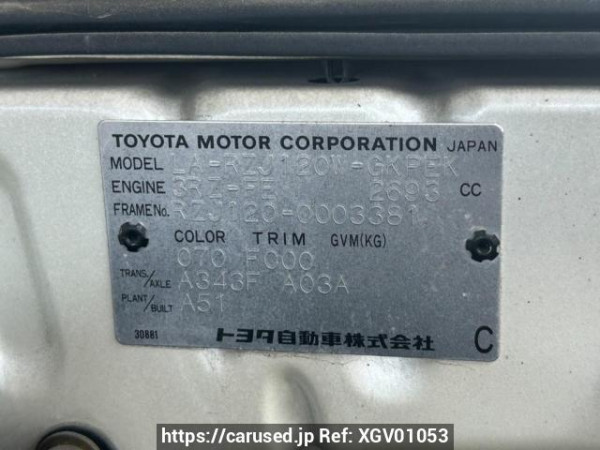 TOYOTA MOTOR CORPORATION JAPAN
MODEL LA-RZJ120W-GKPEK
ENGINE 3RZ-FE 2693 CC
FRAME No. RZJ120-0003381
COLOR TRIM GVM(KG)
070 FC00
TRANS./AXLE A343F A03A
PLANT/BUILT A51
30881
トヨタ自動車株式会社 C
https://carused.jp Ref: XGV01053